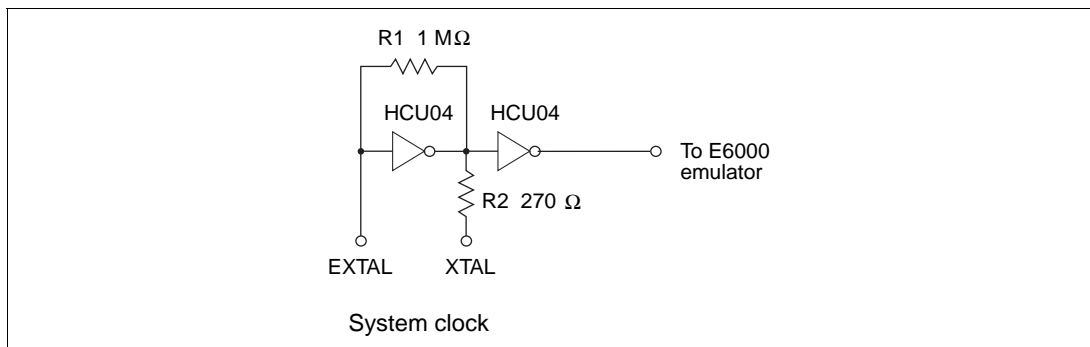 R1 1 MΩ
HCU04 HCU04
To E6000
emulator
R2 270 Ω
EXTAL XTAL
System clock